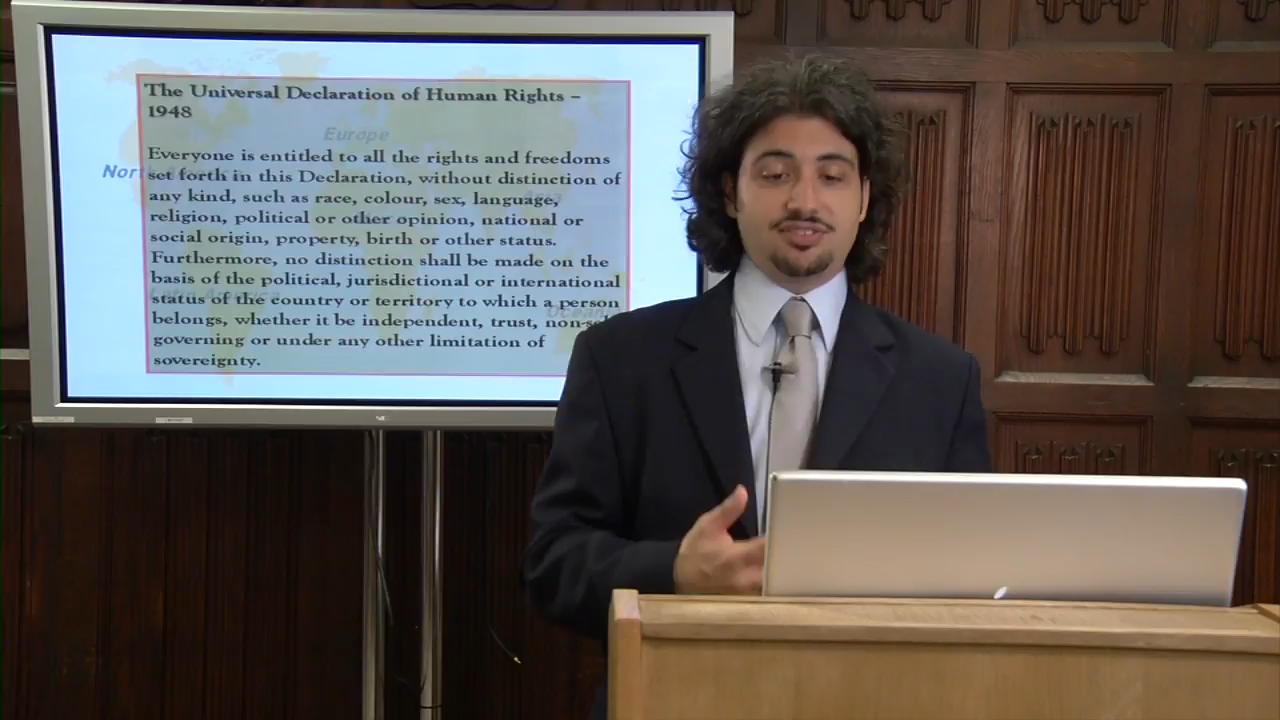 The Universal Declaration of Human Rights –
1948
Europe
Nort
Everyone is entitled to all the rights and freedoms
set forth in this Declaration, without distinction of
any kind, such as race, colour, sex, language,
religion, political or other opinion, national or
social origin, property, birth or other status.
Furthermore, no distinction shall be made on the
basis of the political, jurisdictional or international
status of the country or territory to which a person
belongs, whether it be independent, trust, non-sel
governing or under any other limitation of
sovereignty.